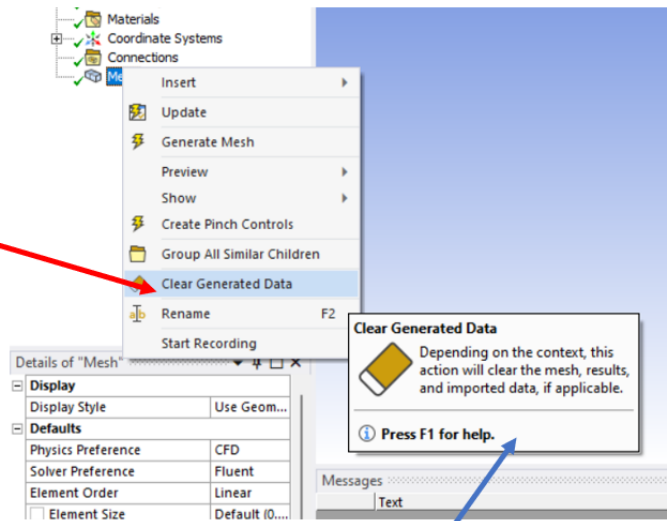 Materials
Coordinate Systems
Connections
Insert
Update
Generate Mesh
Preview
Show
Create Pinch Controls
Group All Similar Children
Clear Generated Data
Rename F2
Start Recording
Clear Generated Data
Depending on the context, this
action will clear the mesh, results,
and imported data, if applicable.
Press F1 for help.
Details of "Mesh"
Display
Display Style Use Geom...
Defaults
Physics Preference CFD
Solver Preference Fluent
Element Order Linear
Element Size Default (0....
Messages
Text